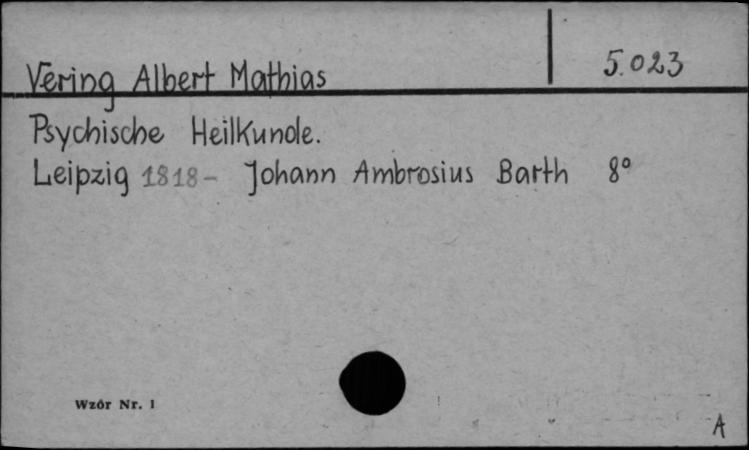 Vering Albert Mathias 5.023
Psychische Heilkunde.
Leipzig 1818- Johann Ambrosius Barth 8°
Wzór Nr. 1
A